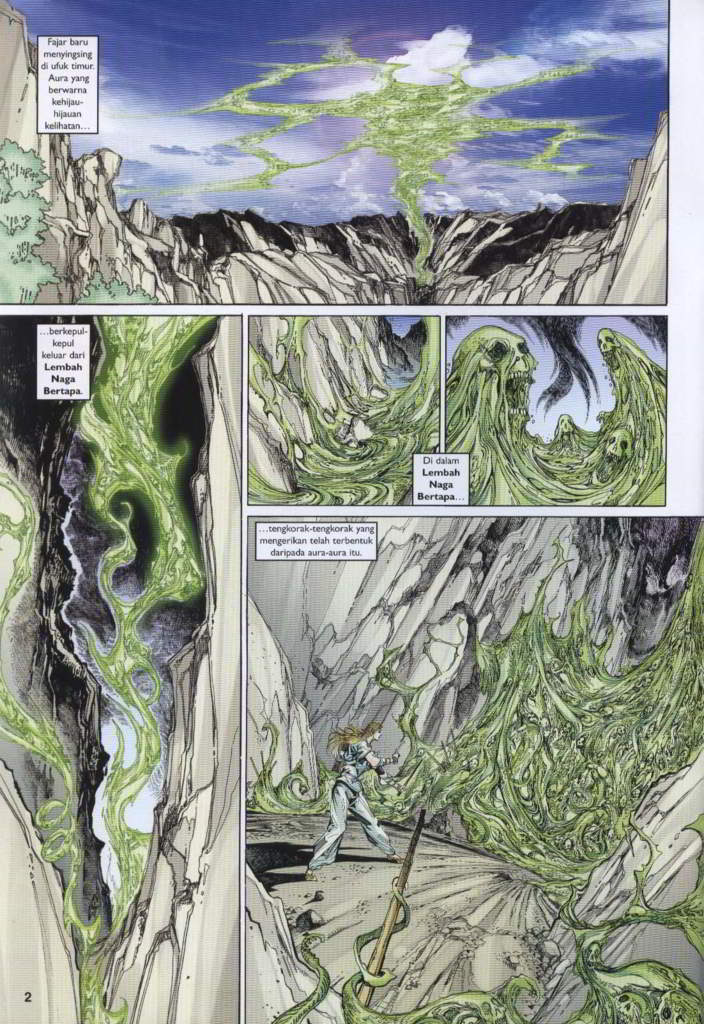 Fajar baru
menyingsing
di ufuk timur.
Aura yang
berwarna
kehijau-
hijauan
kelihatan...
...berkepul-
kepul
keluar dari
Lembah
Naga
Bertapa.
Di dalam
Lembah
Naga
Bertapa...
...tengkorak-tengkorak yang
mengerikan telah terbentuk
daripada aura-aura itu.
2